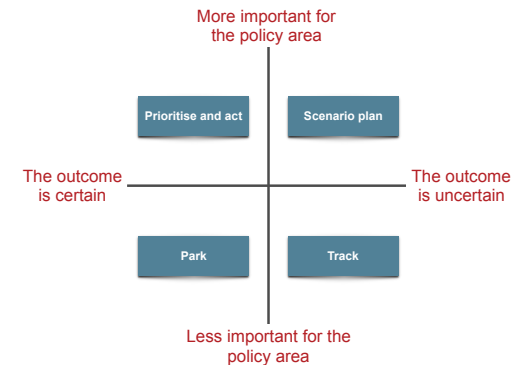 More important for
the policy area
Prioritise and act
Scenario plan
The outcome
is certain
The outcome
is uncertain
Park
Track
Less important for the
policy area